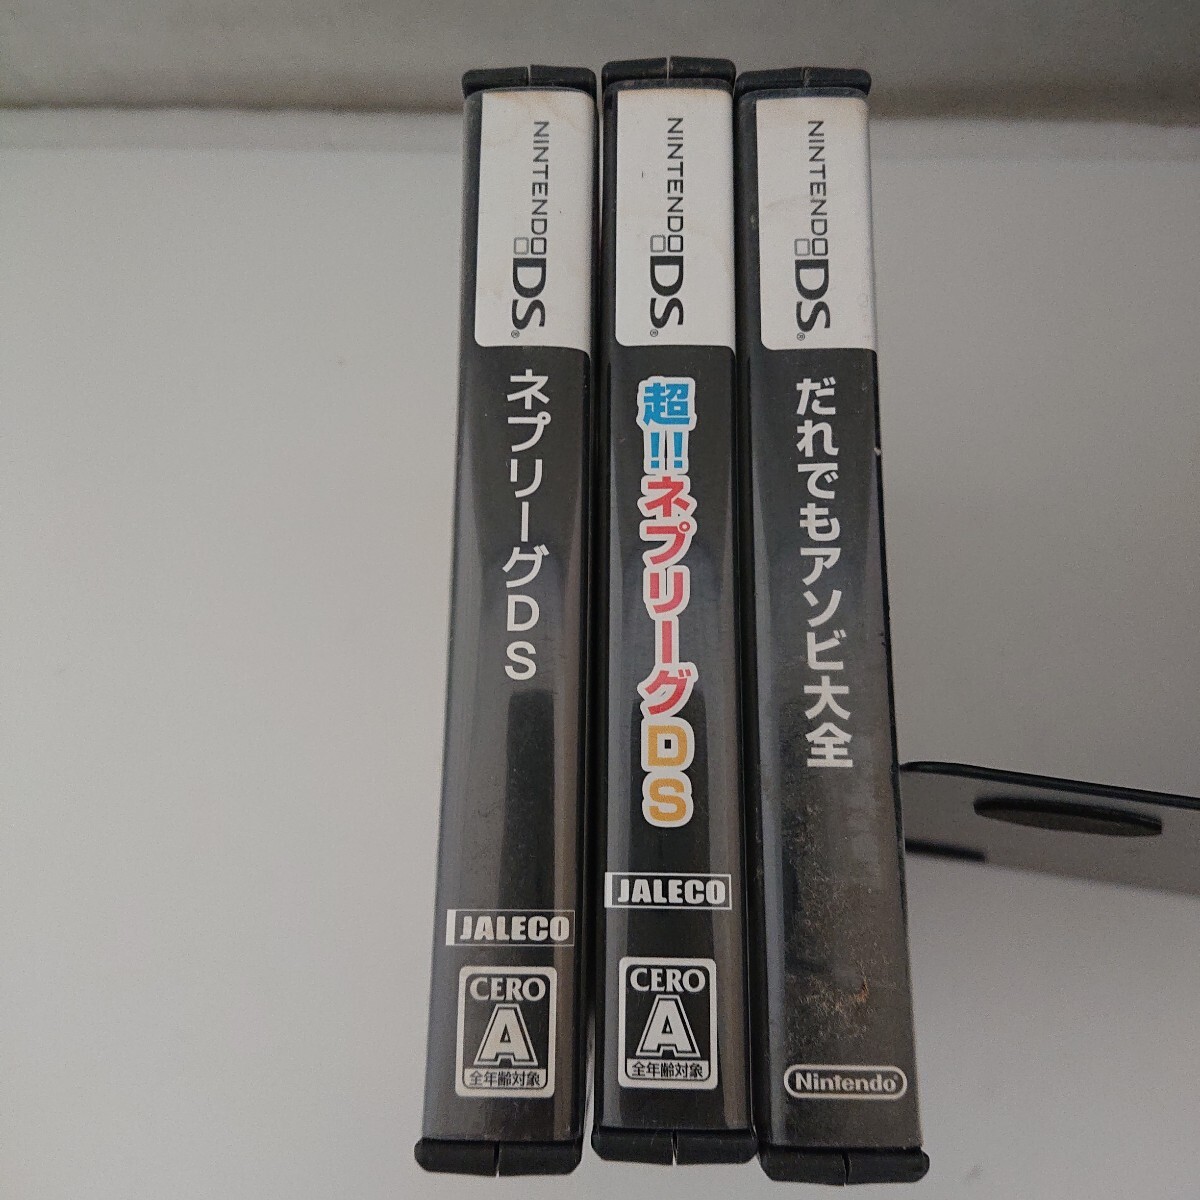 NINTENDO DS®
ネプリーグDS
JALECO
CERO
A
全年齢対象
NINTENDO DS®
超!!ネプリーグDS
JALECO
CERO
A
全年齢対象
NINTENDO DS®
だれでもアソビ大全
Nintendo®